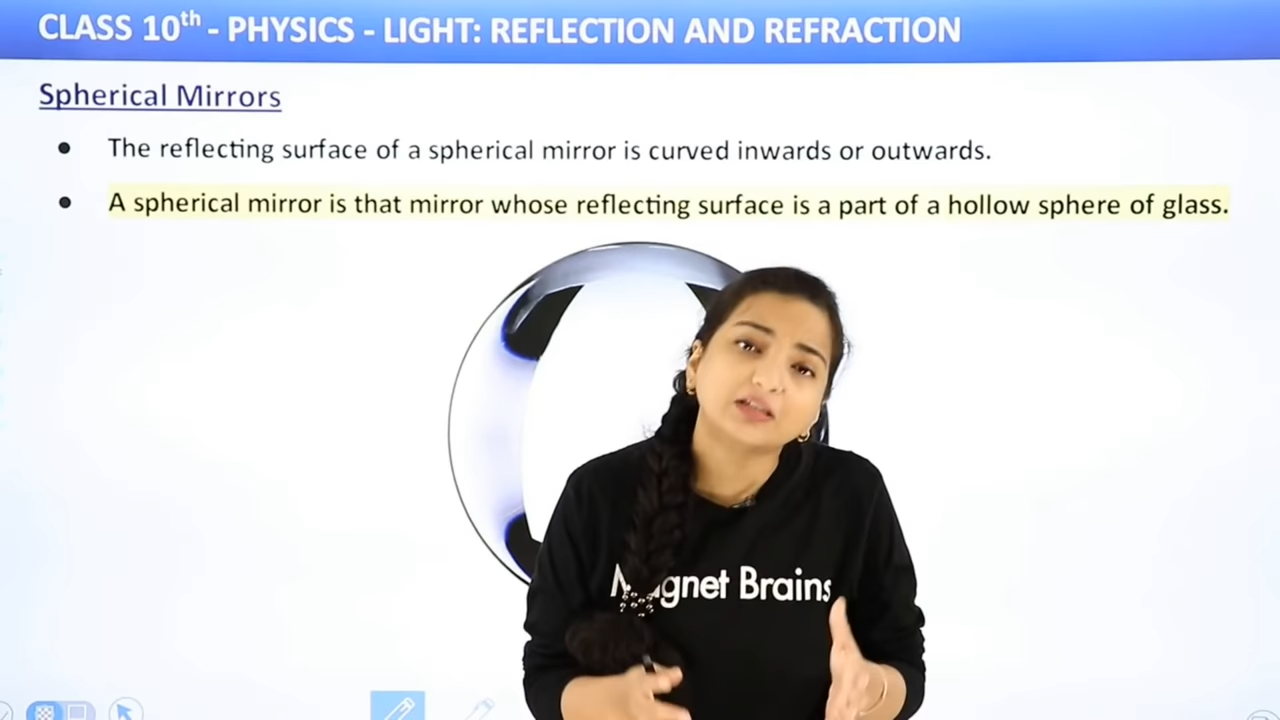 CLASS 10th - PHYSICS - LIGHT: REFLECTION AND REFRACTION
Spherical Mirrors
• The reflecting surface of a spherical mirror is curved inwards or outwards.
• A spherical mirror is that mirror whose reflecting surface is a part of a hollow sphere of glass.
Magnet Brains